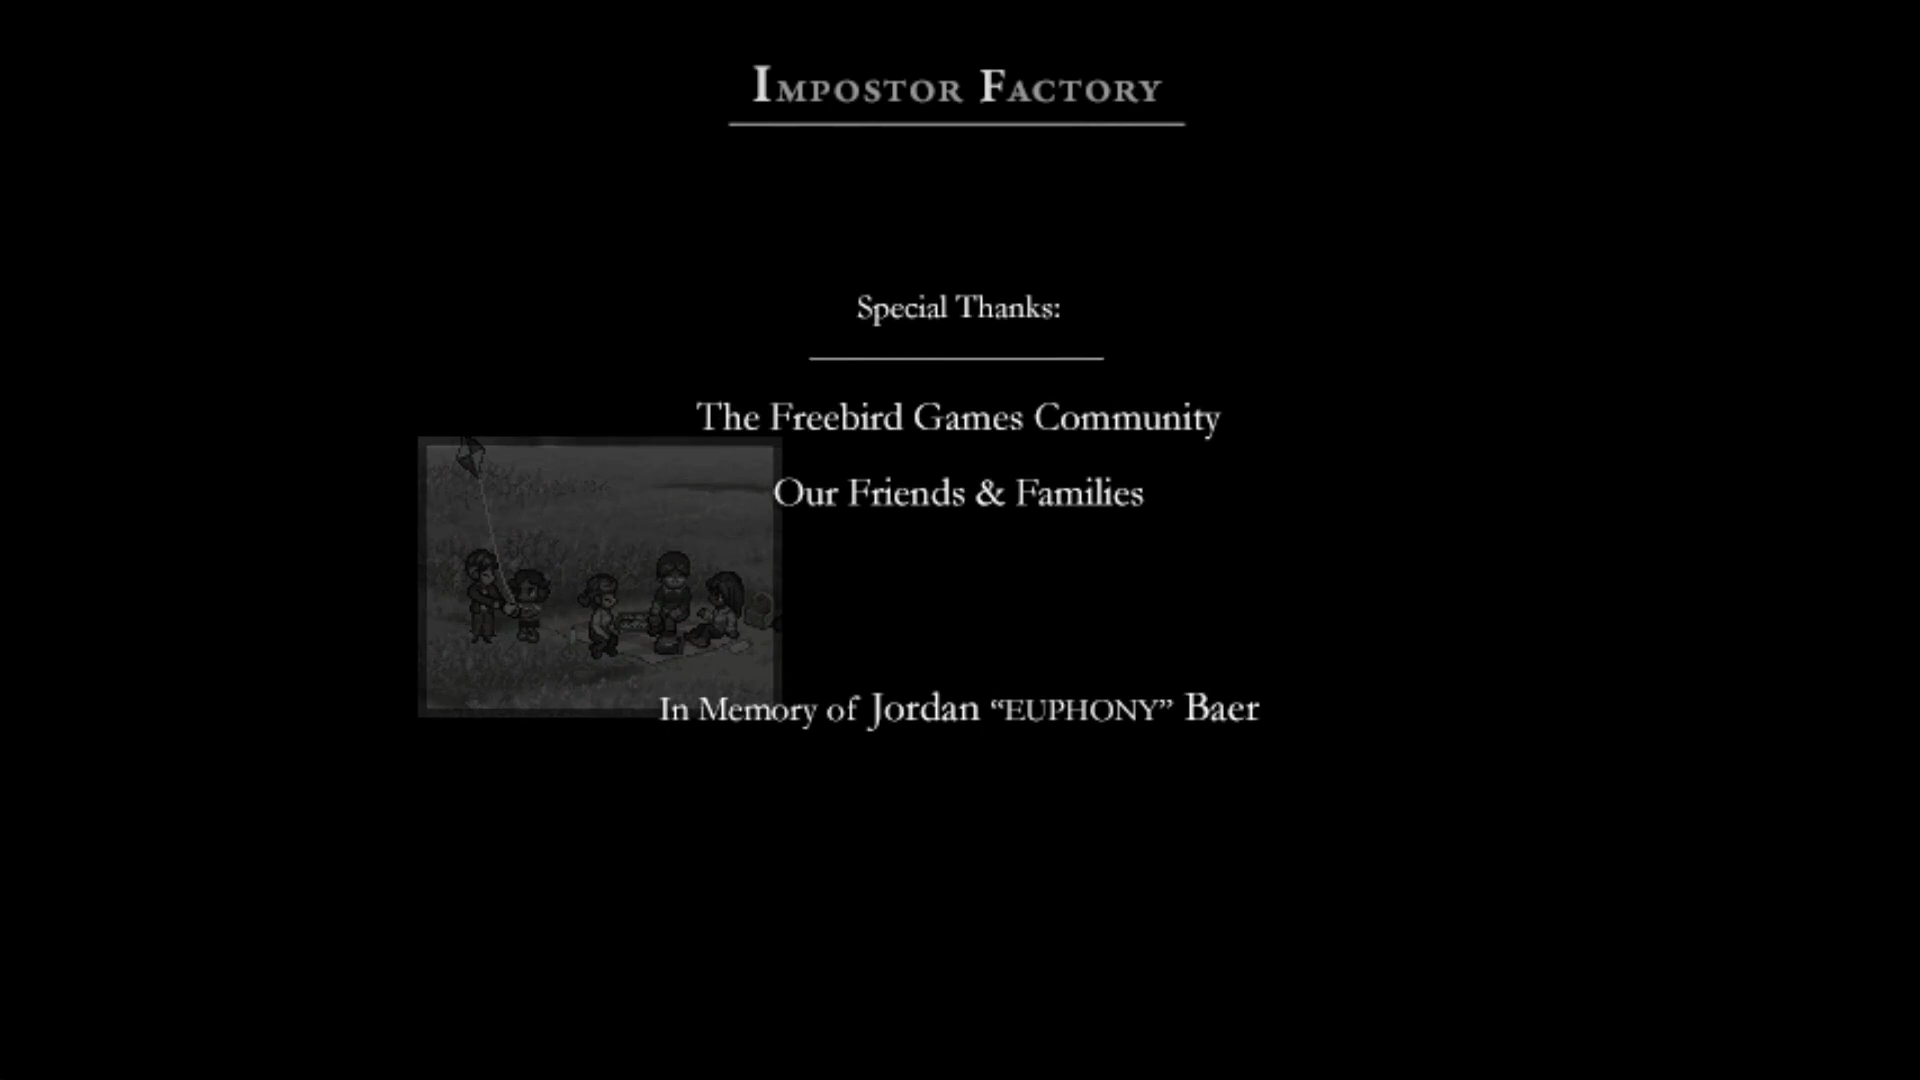 Impostor Factory
Special Thanks:
The Freebird Games Community
Our Friends & Families
In Memory of Jordan “EUPHONY” Baer